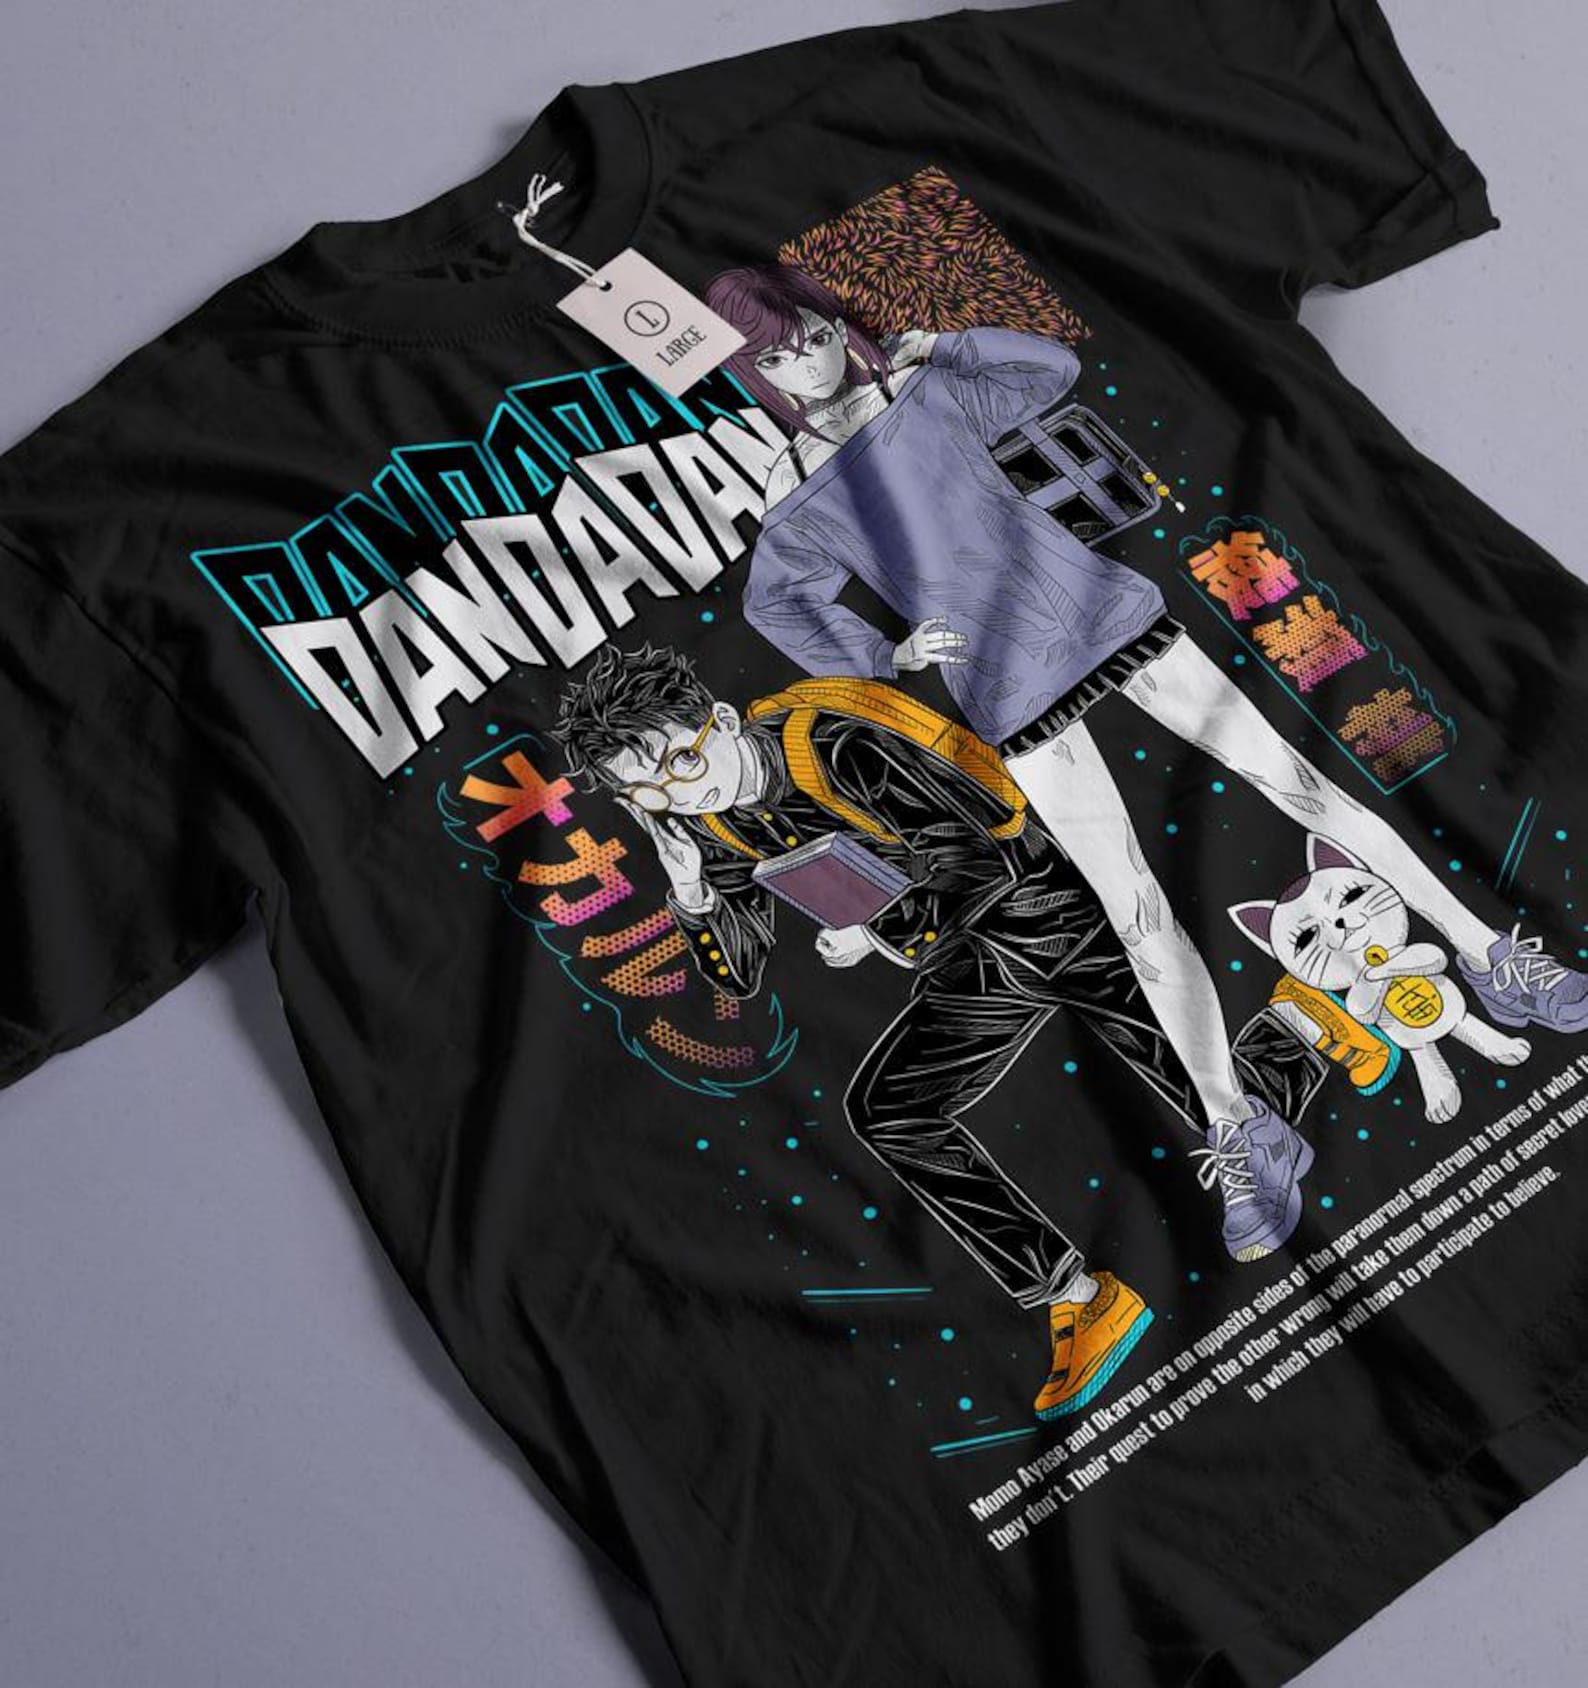 L
LARGE
DANDADAN
DANDADAN
オカルン
Momo Ayase and Okarun are on opposite sides of the paranormal spectrum in terms of what
they don't. Their quest to prove the other wrong will take them down a path of secret
in which they will have to participate to believe.